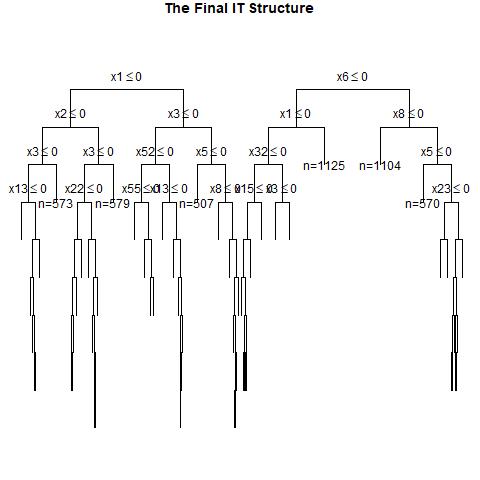 The Final IT Structure
x1 ≤ 0 x6 ≤ 0
x2 ≤ 0 x3 ≤ 0 x1 ≤ 0 x8 ≤ 0
x3 ≤ 0 x3 ≤ 0 x52 ≤ 0 x5 ≤ 0 x32 ≤ 0 n=1125 n=1104 x5 ≤ 0
x13 ≤ 0 x22 ≤ 0 x55 ≤ 0 x13 ≤ 0 x8 ≤ 0 x15 ≤ 0 x3 ≤ 0 x23 ≤ 0
n=573 n=579 n=507 n=570